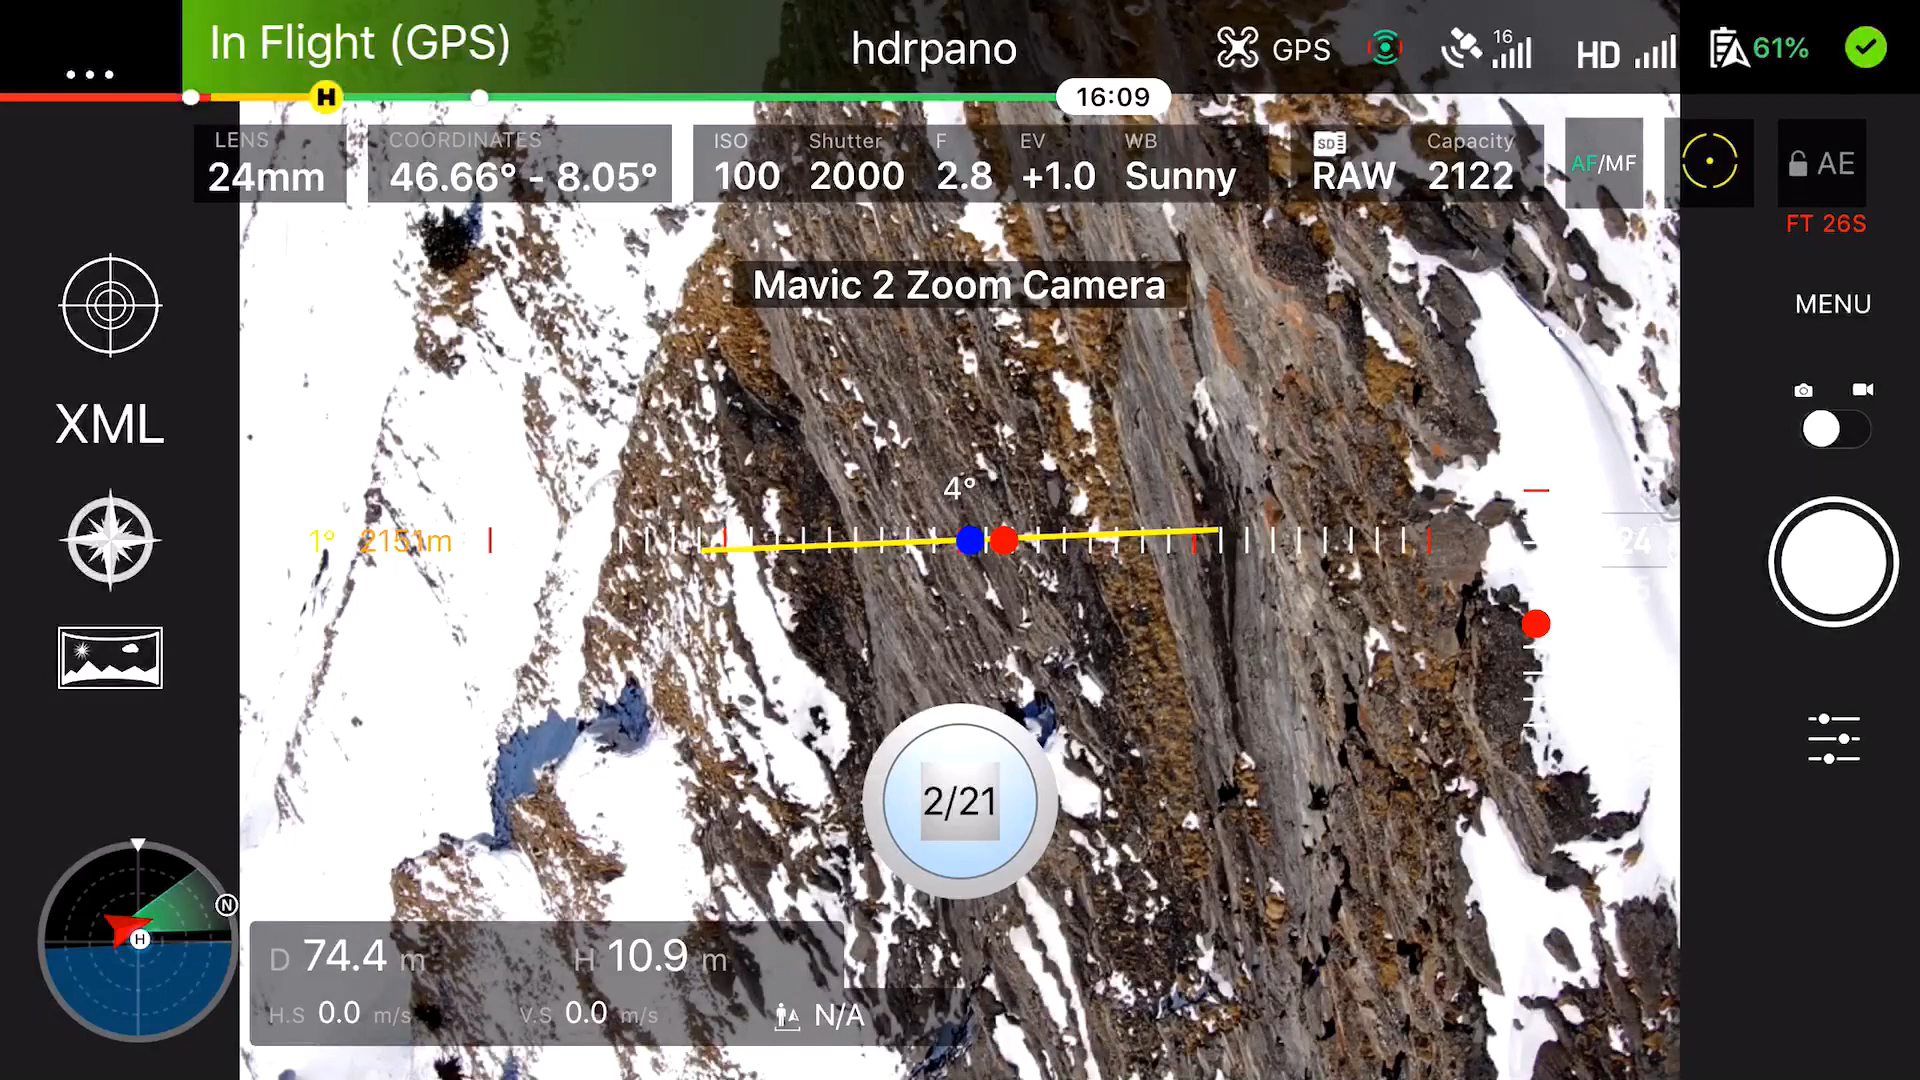 In Flight (GPS)
hdrpano
GPS
16
HD
61%
H
16:09
LENS
24mm
COORDINATES
46.66° - 8.05°
ISO
100
Shutter
2000
F
2.8
EV
+1.0
WB
Sunny
SD
RAW
Capacity
2122
AF/MF
AE
FT 26S
Mavic 2 Zoom Camera
MENU
XML
4°
1° 2151m
24
2/21
N
H
D 74.4 m
H 10.9 m
H.S 0.0 m/s
V.S 0.0 m/s
N/A